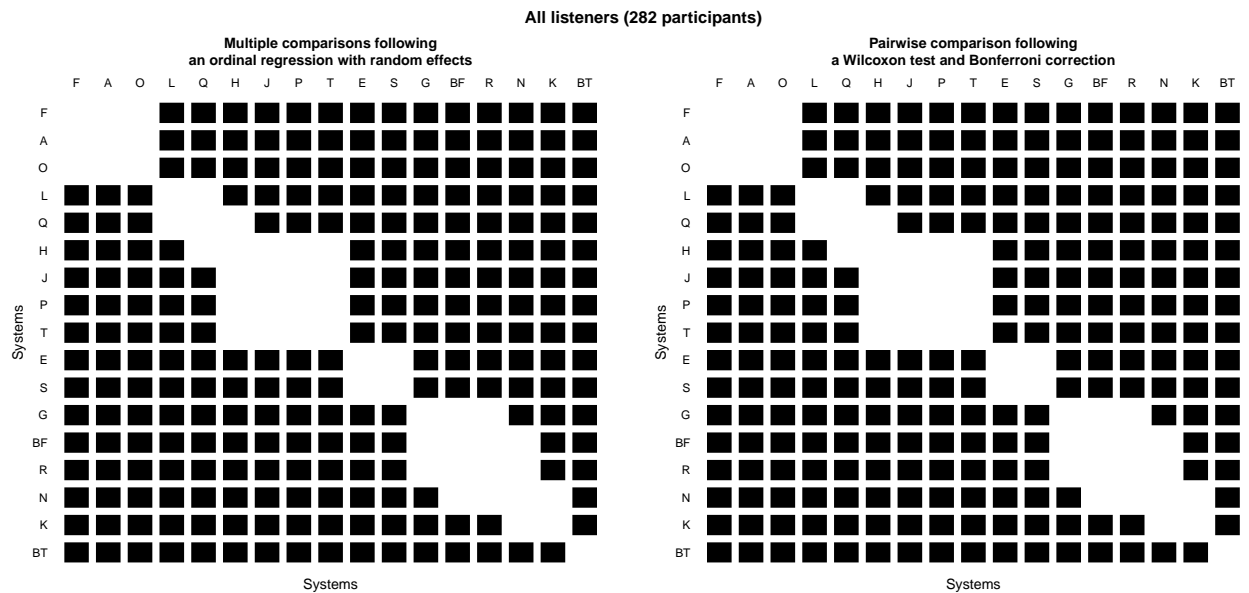 All listeners (282 participants)
Multiple comparisons following
an ordinal regression with random effects
F A O L Q H J P T E S G BF R N K BT
F
A
O
L
Q
H
J
P
T
E
S
G
BF
R
N
K
BT
Systems
Systems
Pairwise comparison following
a Wilcoxon test and Bonferroni correction
F A O L Q H J P T E S G BF R N K BT
F
A
O
L
Q
H
J
P
T
E
S
G
BF
R
N
K
BT
Systems
Systems